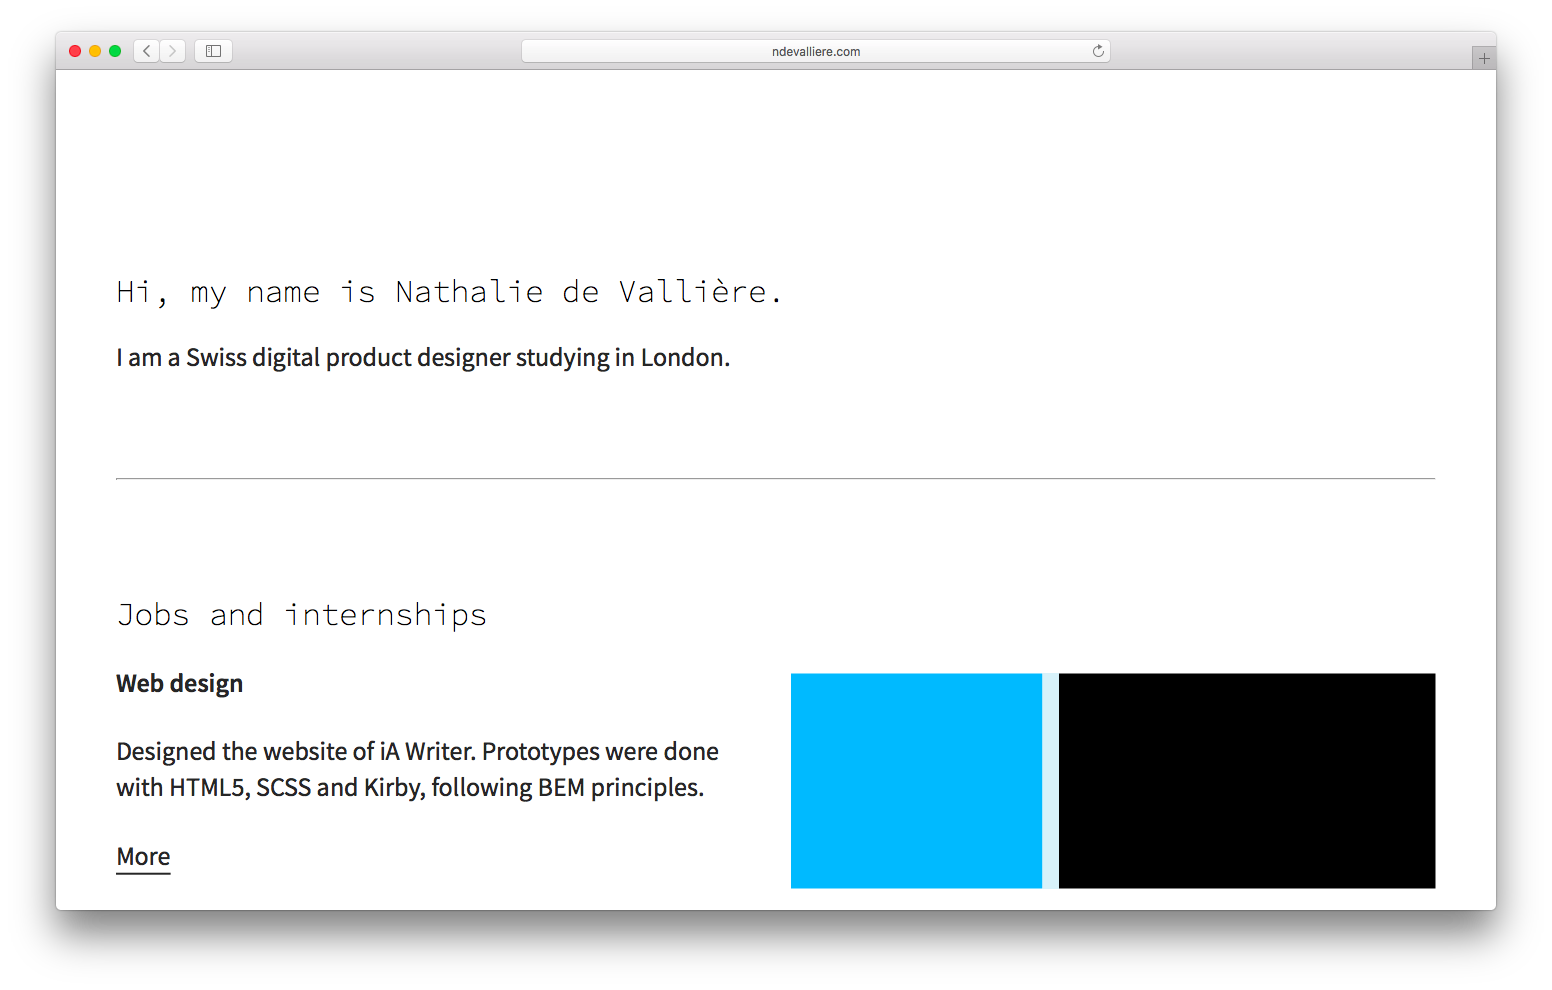 ndevalliere.com
Hi, my name is Nathalie de Vallière.
I am a Swiss digital product designer studying in London.
Jobs and internships
Web design
Designed the website of iA Writer. Prototypes were done
with HTML5, SCSS and Kirby, following BEM principles.
More